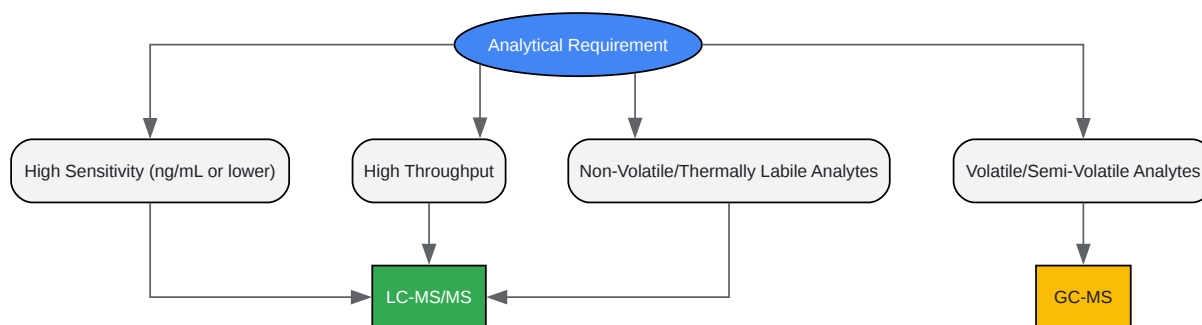 Analytical Requirement
High Sensitivity (ng/mL or lower)
High Throughput
Non-Volatile/Thermally Labile Analytes
Volatile/Semi-Volatile Analytes
LC-MS/MS
GC-MS